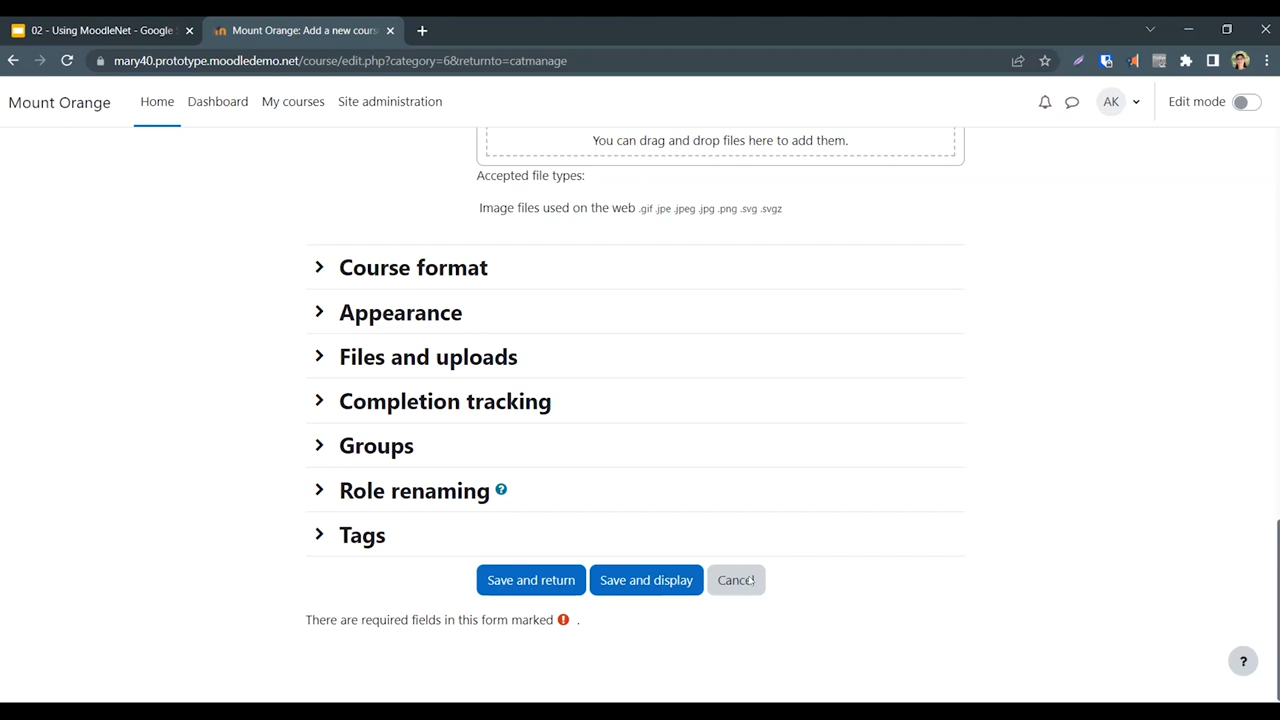 02 - Using MoodleNet - Google
Mount Orange: Add a new cours
mary40.prototype.moodledemo.net/course/edit.php?category=6&returnto=catmanage
Mount Orange Home Dashboard My courses Site administration AK Edit mode
You can drag and drop files here to add them.
Accepted file types:
Image files used on the web .gif .jpe .jpeg .jpg .png .svg .svgz
Course format
Appearance
Files and uploads
Completion tracking
Groups
Role renaming ?
Tags
Save and return Save and display Cancel
There are required fields in this form marked ! .
?